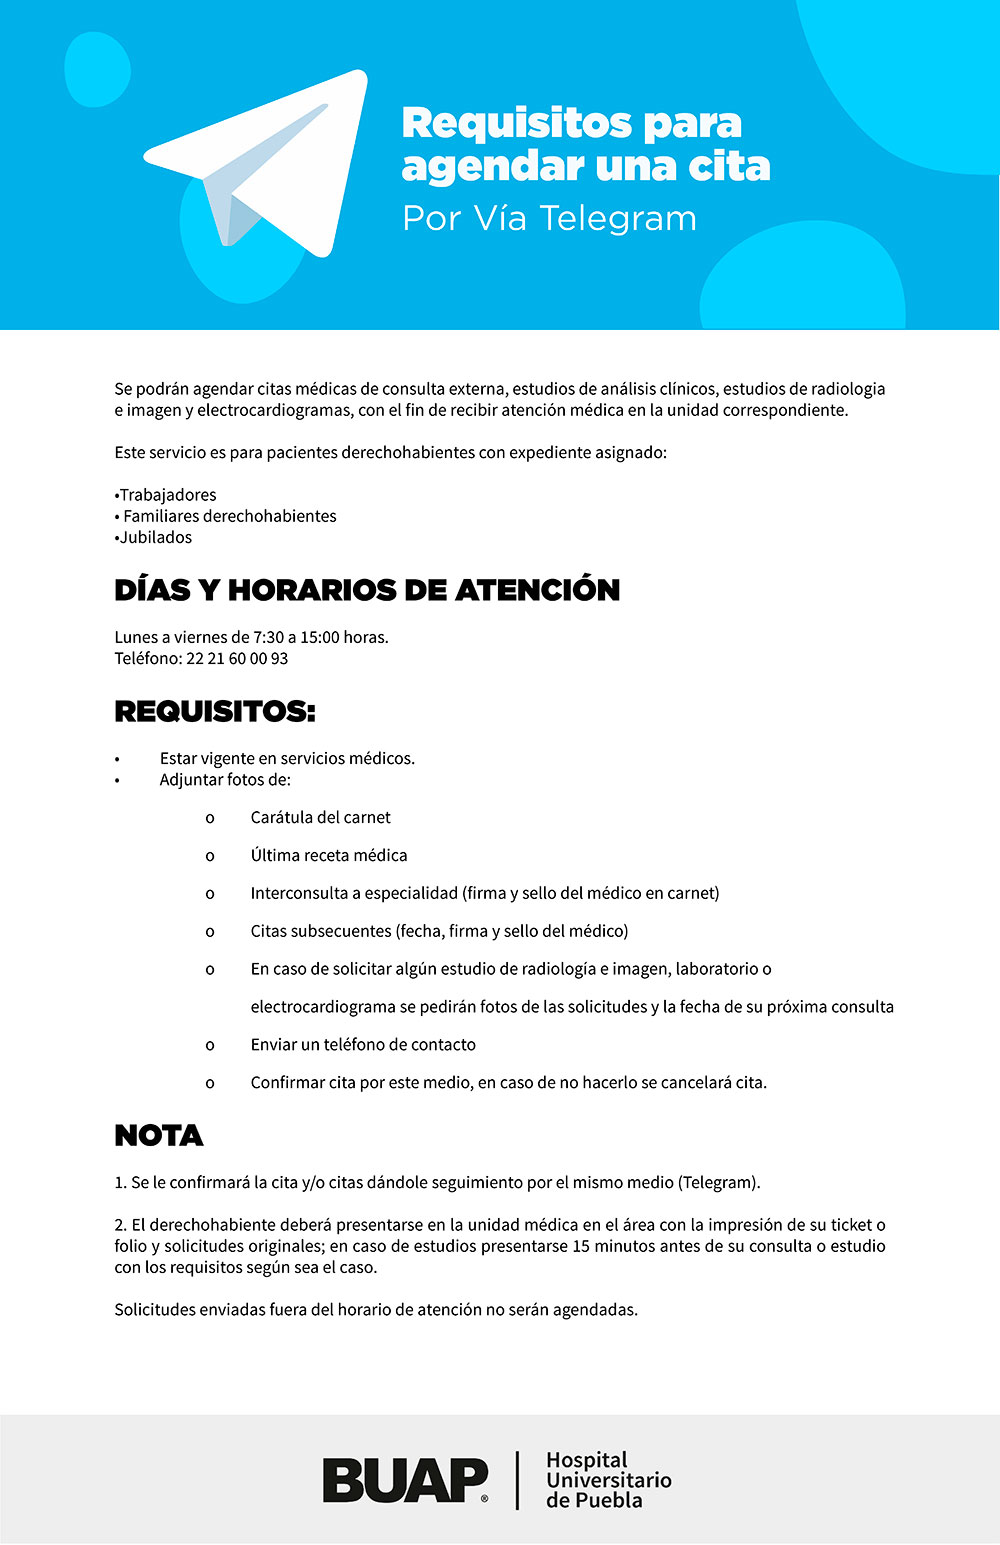 Requisitos para
agendar una cita
Por Vía Telegram
Se podrán agendar citas médicas de consulta externa, estudios de análisis clínicos, estudios de radiologia
e imagen y electrocardiogramas, con el fin de recibir atención médica en la unidad correspondiente.
Este servicio es para pacientes derechohabientes con expediente asignado:
•Trabajadores
• Familiares derechohabientes
•Jubilados
DÍAS Y HORARIOS DE ATENCIÓN
Lunes a viernes de 7:30 a 15:00 horas.
Teléfono: 22 21 60 00 93
REQUISITOS:
• Estar vigente en servicios médicos.
• Adjuntar fotos de:
o Carátula del carnet
o Última receta médica
o Interconsulta a especialidad (firma y sello del médico en carnet)
o Citas subsecuentes (fecha, firma y sello del médico)
o En caso de solicitar algún estudio de radiología e imagen, laboratorio o
electrocardiograma se pedirán fotos de las solicitudes y la fecha de su próxima consulta
o Enviar un teléfono de contacto
o Confirmar cita por este medio, en caso de no hacerlo se cancelará cita.
NOTA
1. Se le confirmará la cita y/o citas dándole seguimiento por el mismo medio (Telegram).
2. El derechohabiente deberá presentarse en la unidad médica en el área con la impresión de su ticket o
folio y solicitudes originales; en caso de estudios presentarse 15 minutos antes de su consulta o estudio
con los requisitos según sea el caso.
Solicitudes enviadas fuera del horario de atención no serán agendadas.
BUAP®
Hospital
Universitario
de Puebla